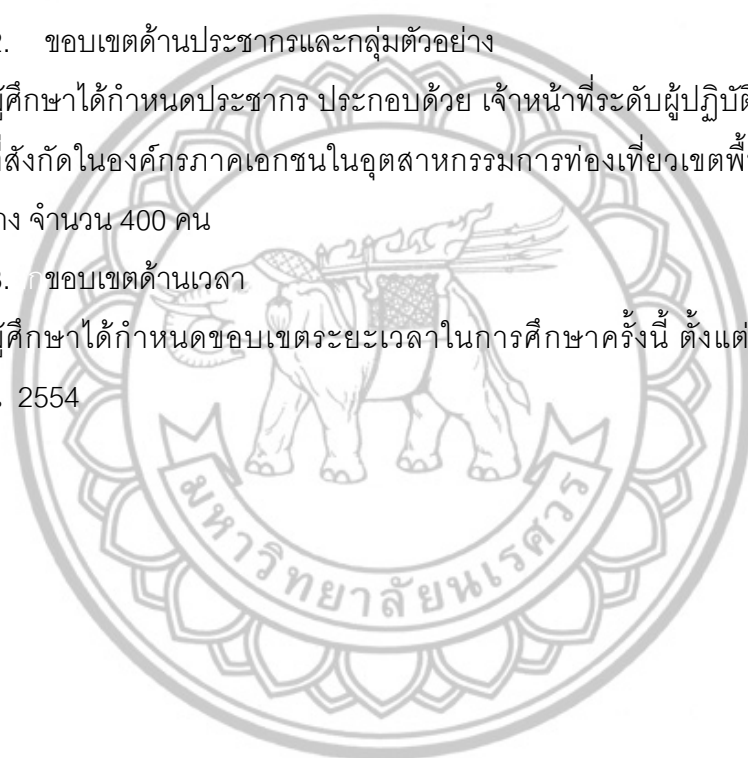 2. ขอบเขตด้านประชากรและกลุ่มตัวอย่าง
ผู้ศึกษาได้กำหนดประชากร ประกอบด้วย เจ้าหน้าที่ระดับผู้ปฏิบัติ
ที่สังกัดในองค์กรภาคเอกชนในอุตสาหกรรมการท่องเที่ยวเขตพื้น
จำนวน 400 คน
3. ขอบเขตด้านเวลา
ผู้ศึกษาได้กำหนดขอบเขตระยะเวลาในการศึกษาครั้งนี้ ตั้งแต่
2554
มหาวิทยาลัยนเรศวร